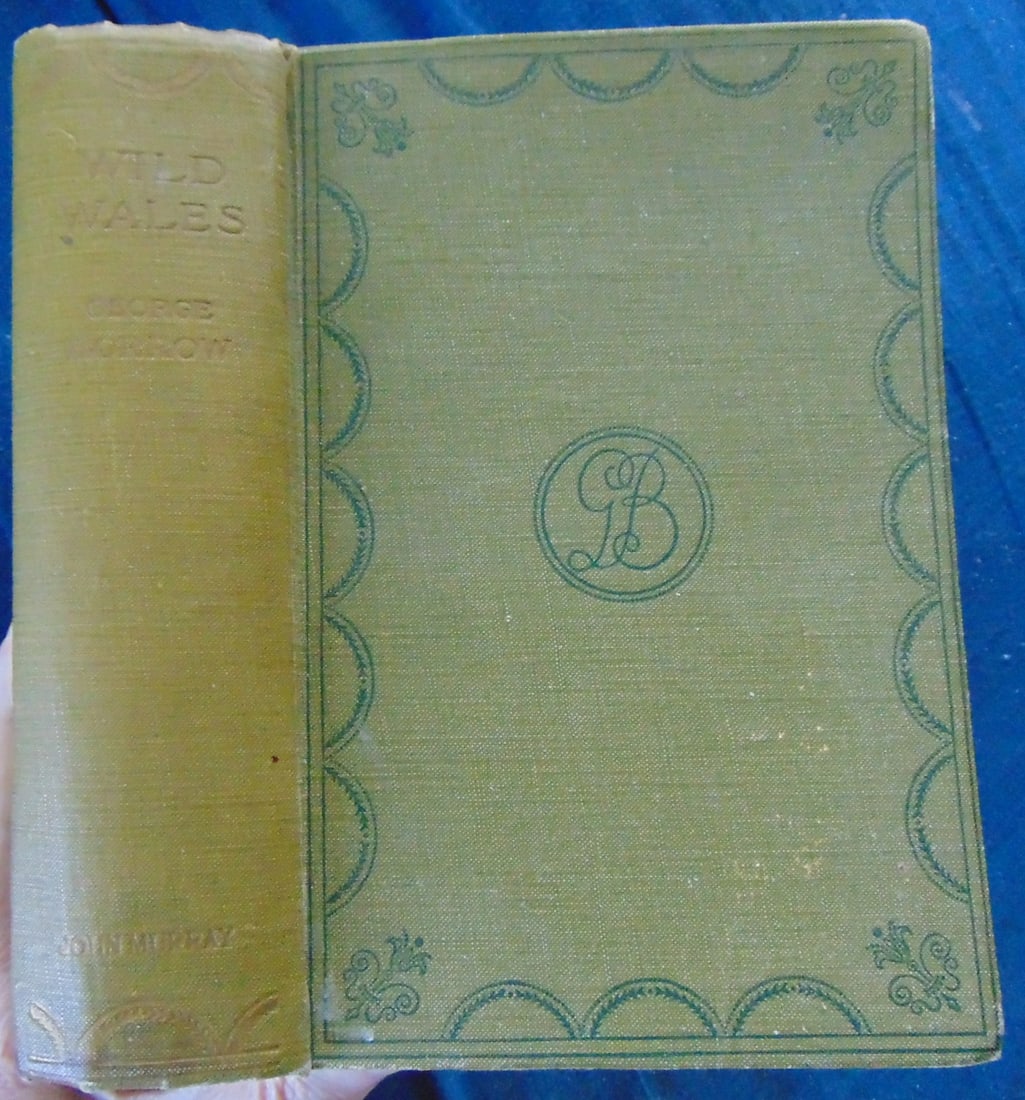 WILD
WALES
GEORGE
BORROW
JOHN MURRAY
GB